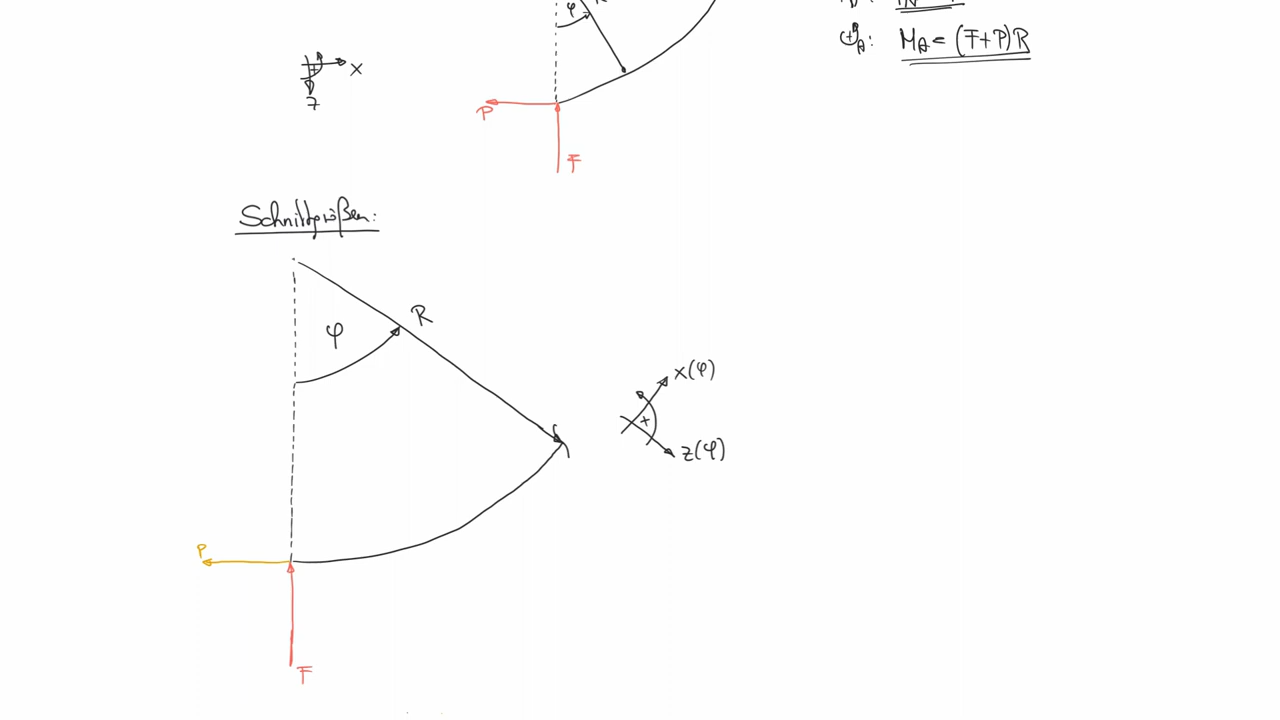 φ
x
z
M_A = (F+P)R
P
F
Schnittgrößen:
φ
R
x(φ)
+
z(φ)
P
F